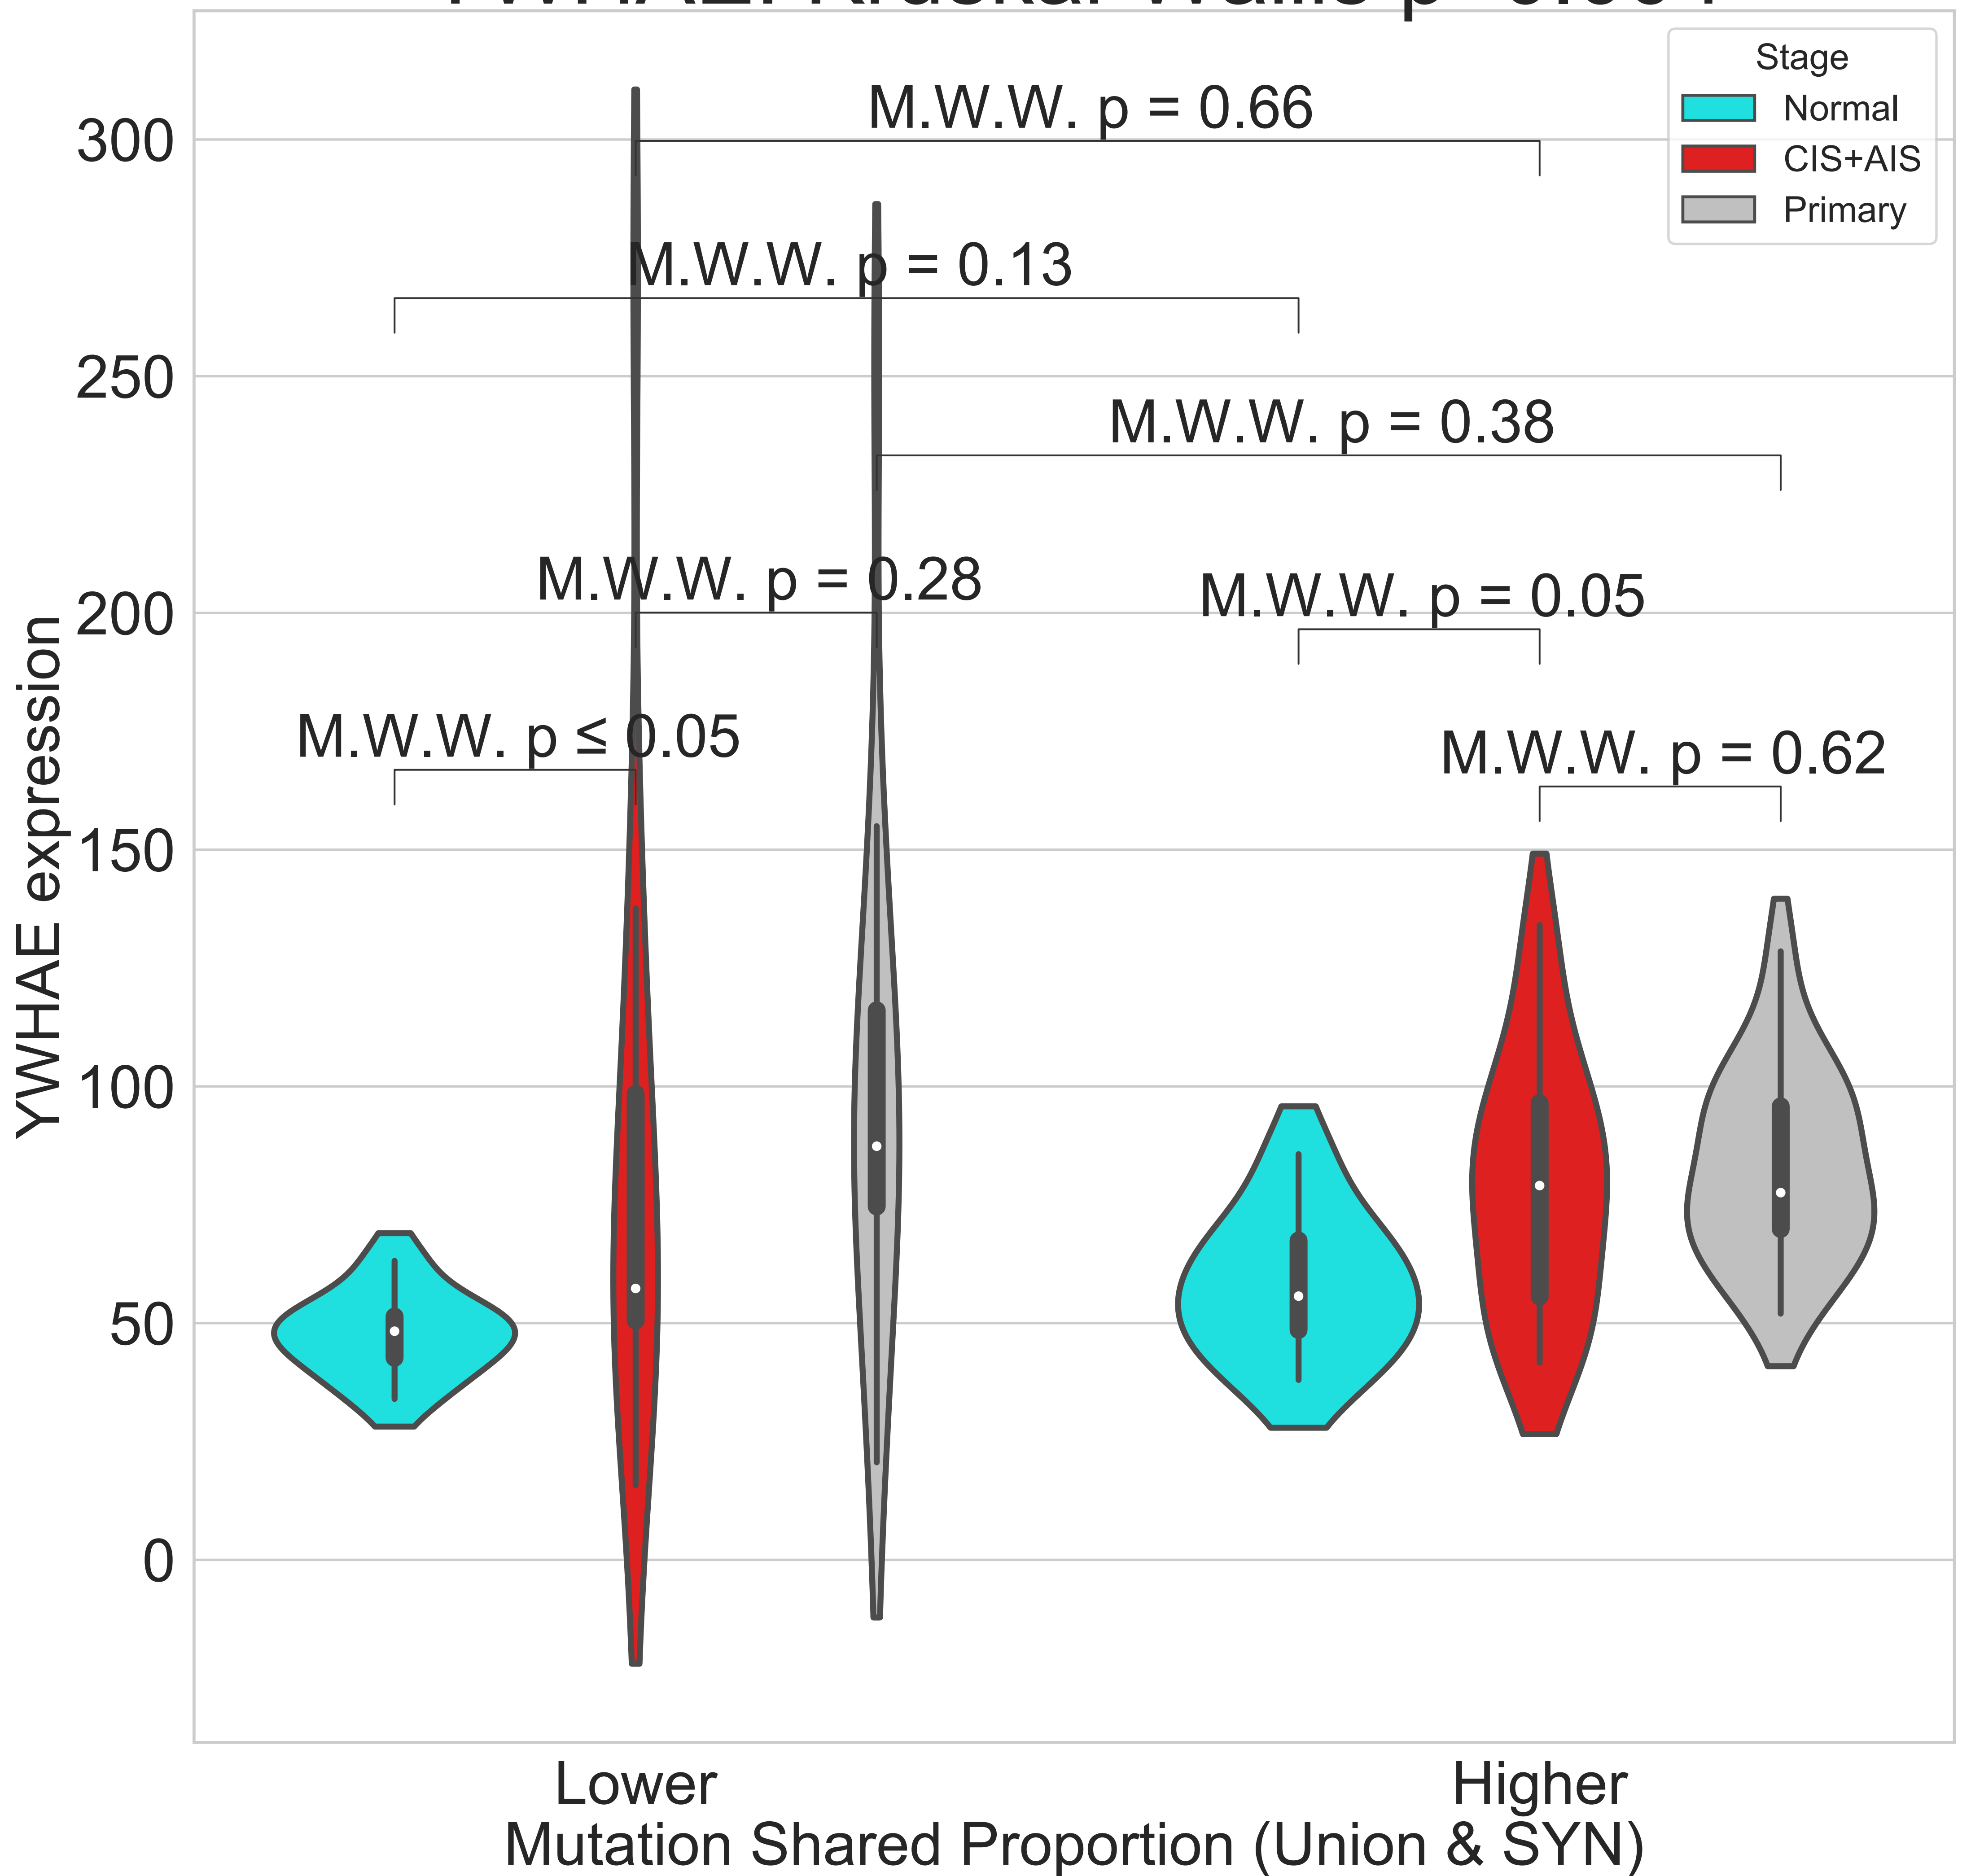 Stage
Normal
CIS+AIS
Primary
M.W.W. p = 0.66
M.W.W. p = 0.13
M.W.W. p = 0.38
M.W.W. p = 0.28
M.W.W. p = 0.05
M.W.W. p ≤ 0.05
M.W.W. p = 0.62
300
250
200
150
100
50
0
YWHAE expression
Lower
Higher
Mutation Shared Proportion (Union & SYN)